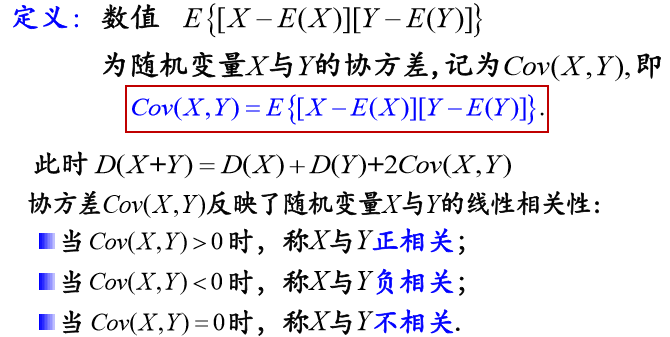 定义：数值 E{[X－E(X)][Y－E(Y)]}
为随机变量X与Y的协方差,记为Cov(X,Y),即
Cov(X,Y)＝E{[X－E(X)][Y－E(Y)]}.
此时 D(X+Y)＝D(X)＋D(Y)+2Cov(X,Y)
协方差Cov(X,Y)反映了随机变量X与Y的线性相关性：
当 Cov(X,Y)>0 时，称X与Y正相关；
当 Cov(X,Y)<0 时，称X与Y负相关；
当 Cov(X,Y)=0 时，称X与Y不相关.